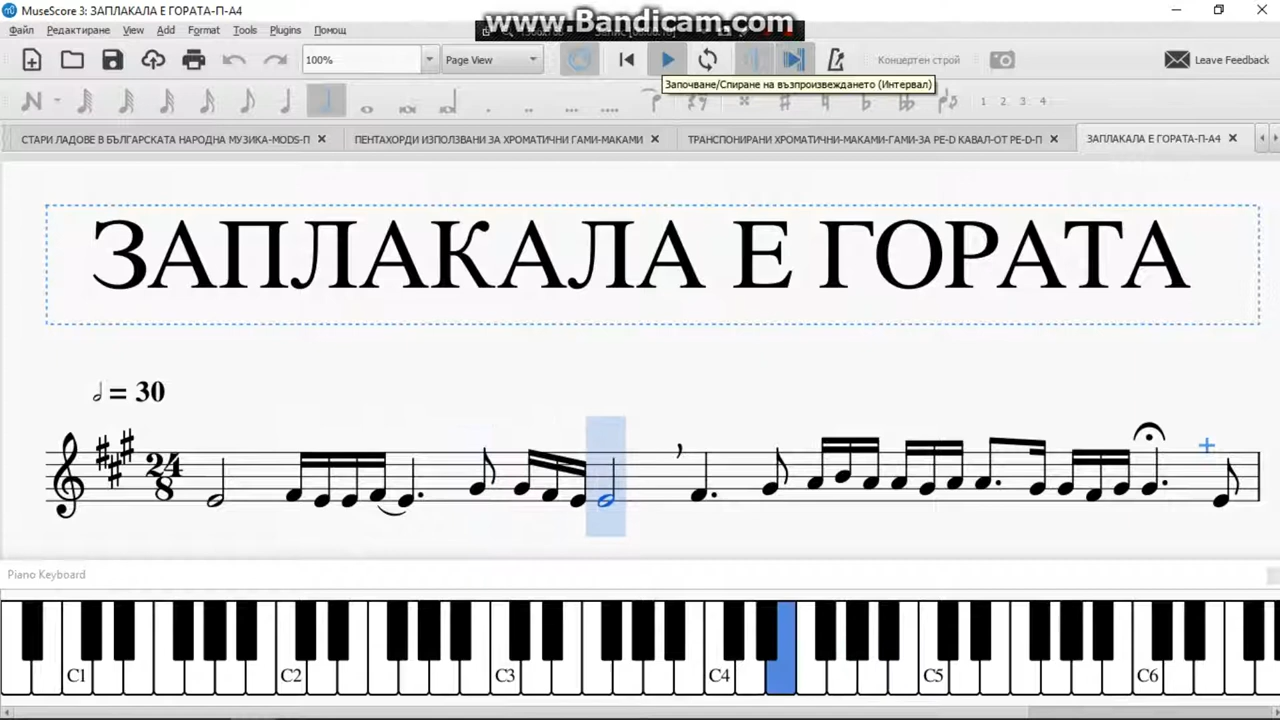 MuseScore 3: ЗАПЛАКАЛА Е ГОРАТА-П-А4
www.Bandicam.com
Файл Редактиране View Add Format Tools Plugins Помощ
100% Page View Концертен строй Leave Feedback
Започване/Спиране на възпроизвеждането (Интервал)
1 2 3 4
СТАРИ ЛАДОВЕ В БЪЛГАРСКАТА НАРОДНА МУЗИКА-MODS-П ПЕНТАХОРДИ ИЗПОЛЗВАНИ ЗА ХРОМАТИЧНИ ГАМИ-МАКАМИ ТРАНСПОНИРАНИ ХРОМАТИЧНИ-МАКАМИ-ГАМИ-ЗА РЕ-D КАВАЛ-ОТ РЕ-D-П ЗАПЛАКАЛА Е ГОРАТА-П-А4
ЗАПЛАКАЛА Е ГОРАТА
= 30
24
8
Piano Keyboard
C1 C2 C3 C4 C5 C6